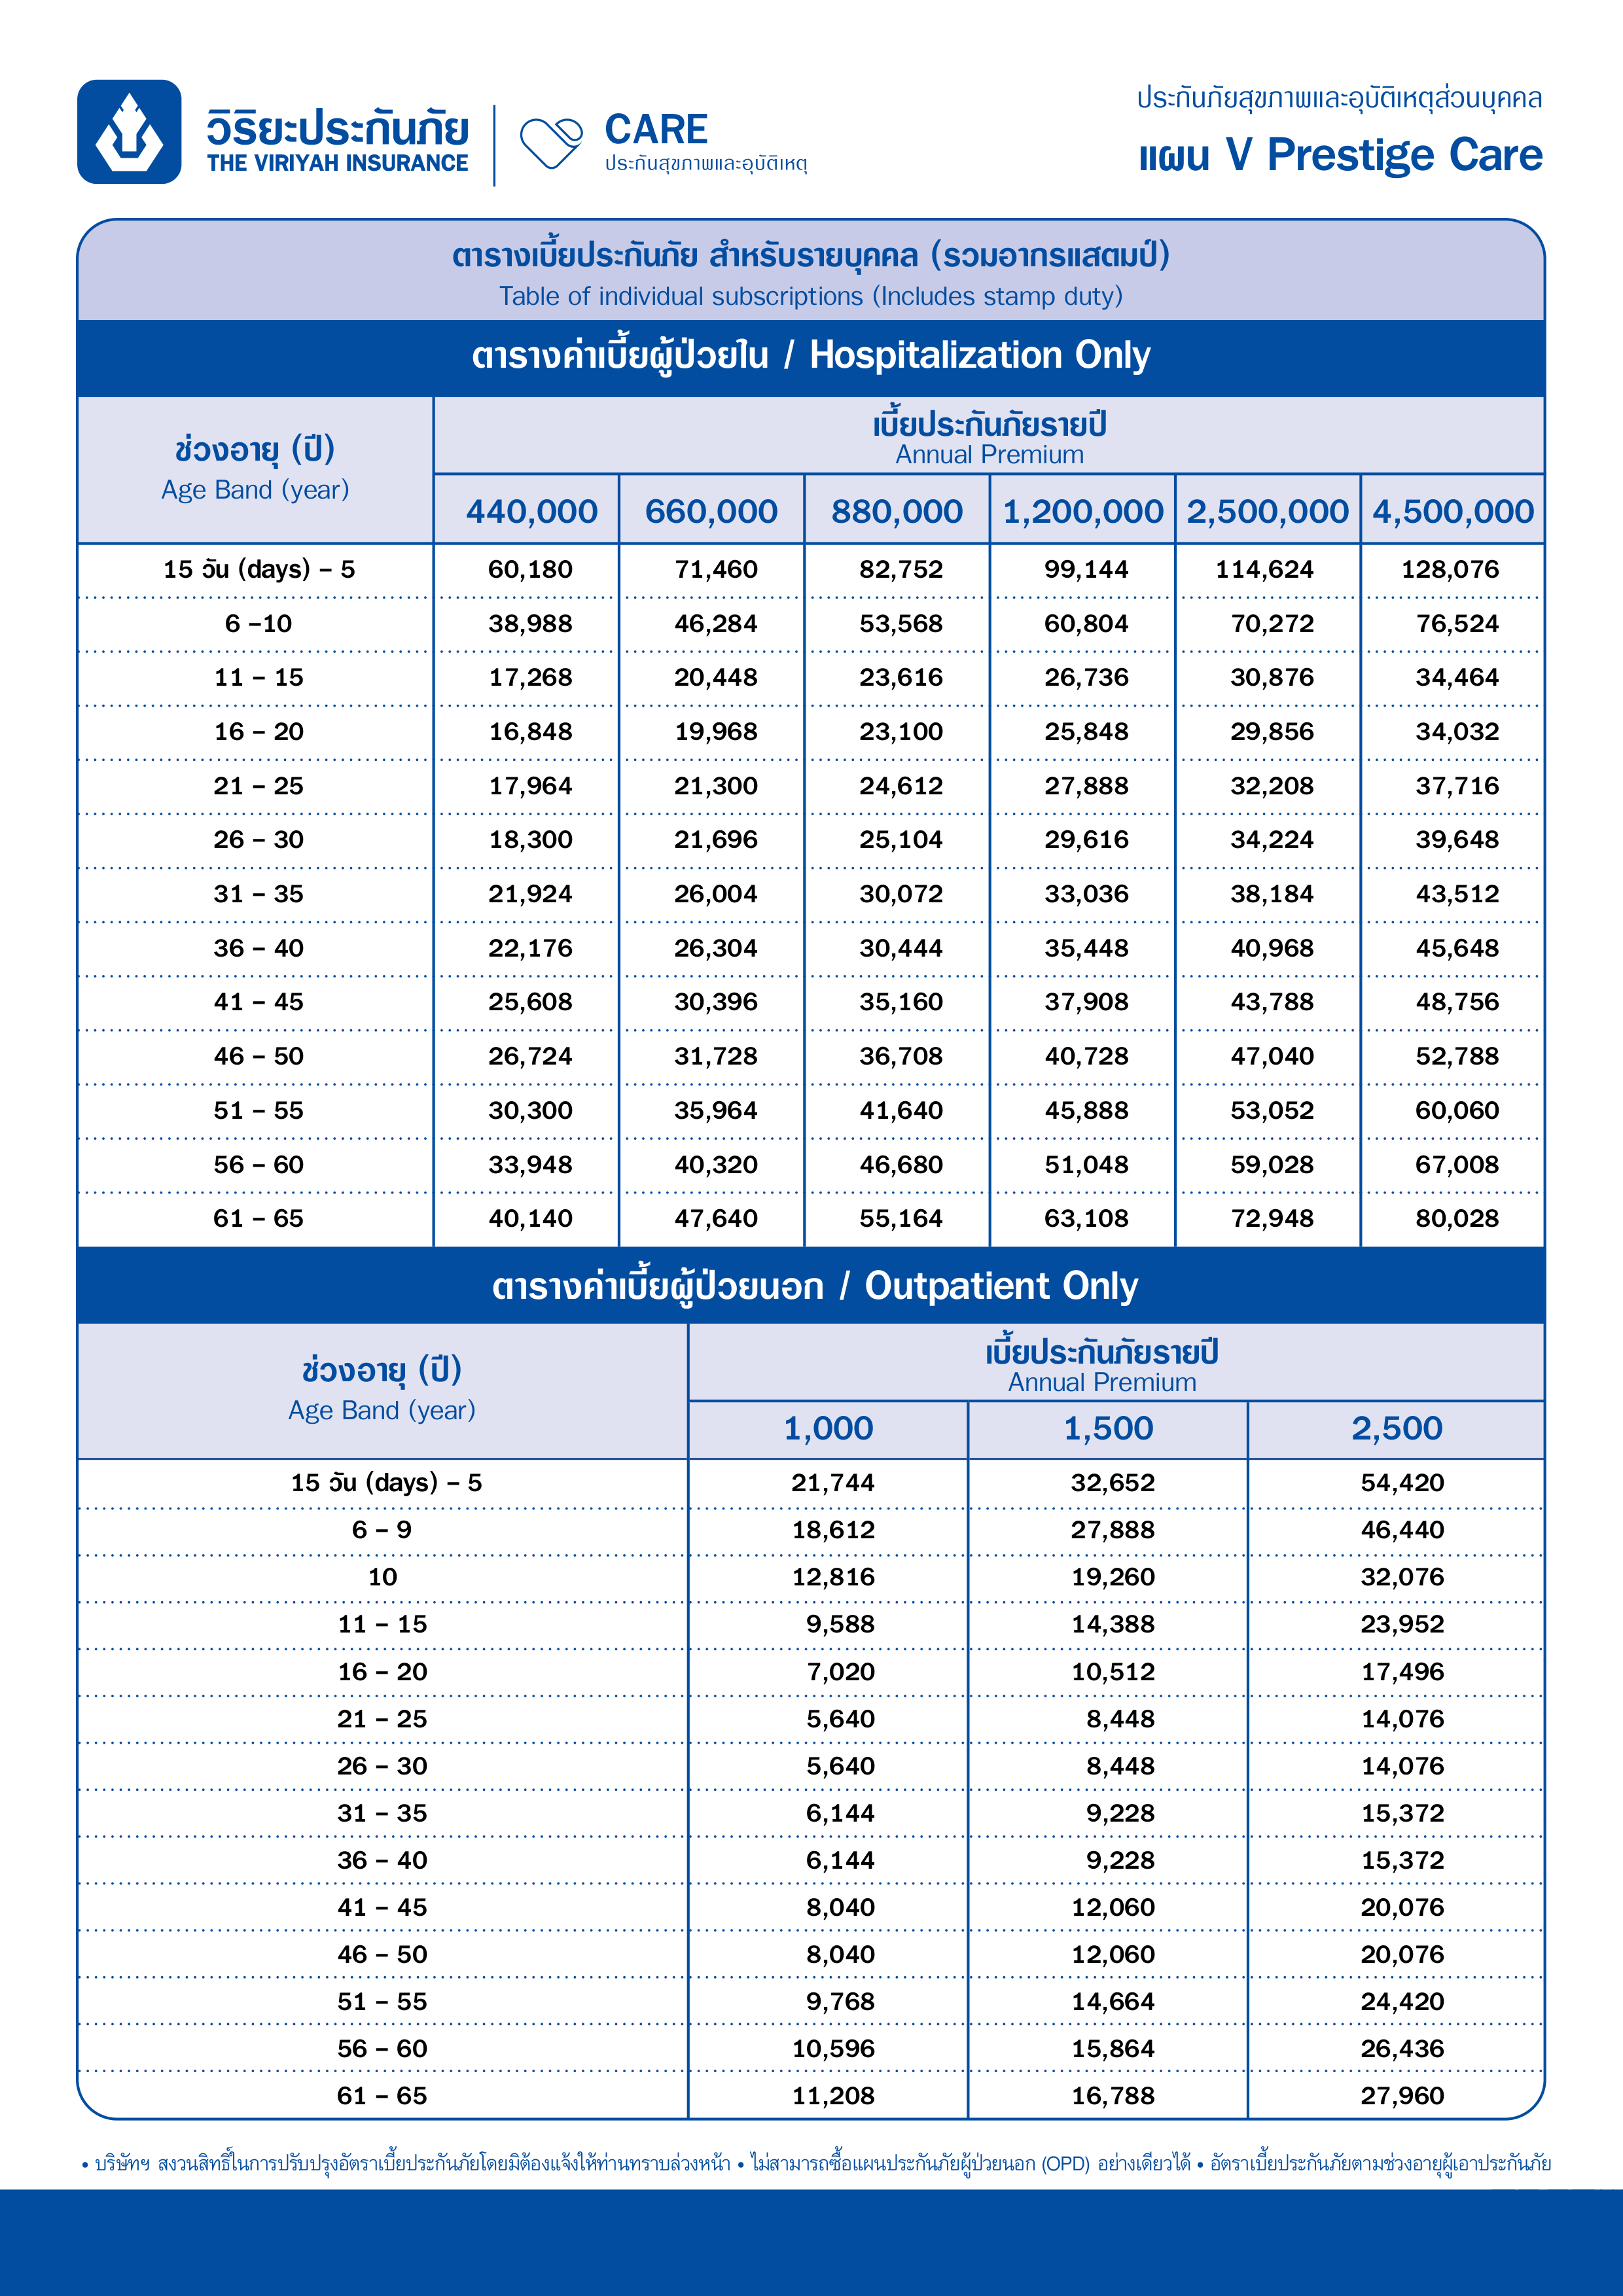 วิริยะประกันภัย
THE VIRIYAH INSURANCE
CARE
ประกันสุขภาพและอุบัติเหตุ
ประกันภัยสุขภาพและอุบัติเหตุส่วนบุคคล
แผน V Prestige Care
ตารางเบี้ยประกันภัย สำหรับรายบุคคล (รวมอากรแสตมป์)
Table of individual subscriptions (Includes stamp duty)
ตารางค่าเบี้ยผู้ป่วยใน / Hospitalization Only
ช่วงอายุ (ปี)
Age Band (year)
เบี้ยประกันภัยรายปี
Annual Premium
440,000 660,000 880,000 1,200,000 2,500,000 4,500,000
15 วัน (days) – 5 60,180 71,460 82,752 99,144 114,624 128,076
6 –10 38,988 46,284 53,568 60,804 70,272 76,524
11 – 15 17,268 20,448 23,616 26,736 30,876 34,464
16 – 20 16,848 19,968 23,100 25,848 29,856 34,032
21 – 25 17,964 21,300 24,612 27,888 32,208 37,716
26 – 30 18,300 21,696 25,104 29,616 34,224 39,648
31 – 35 21,924 26,004 30,072 33,036 38,184 43,512
36 – 40 22,176 26,304 30,444 35,448 40,968 45,648
41 – 45 25,608 30,396 35,160 37,908 43,788 48,756
46 – 50 26,724 31,728 36,708 40,728 47,040 52,788
51 – 55 30,300 35,964 41,640 45,888 53,052 60,060
56 – 60 33,948 40,320 46,680 51,048 59,028 67,008
61 – 65 40,140 47,640 55,164 63,108 72,948 80,028
ตารางค่าเบี้ยผู้ป่วยนอก / Outpatient Only
ช่วงอายุ (ปี)
Age Band (year)
เบี้ยประกันภัยรายปี
Annual Premium
1,000 1,500 2,500
15 วัน (days) – 5 21,744 32,652 54,420
6 – 9 18,612 27,888 46,440
10 12,816 19,260 32,076
11 – 15 9,588 14,388 23,952
16 – 20 7,020 10,512 17,496
21 – 25 5,640 8,448 14,076
26 – 30 5,640 8,448 14,076
31 – 35 6,144 9,228 15,372
36 – 40 6,144 9,228 15,372
41 – 45 8,040 12,060 20,076
46 – 50 8,040 12,060 20,076
51 – 55 9,768 14,664 24,420
56 – 60 10,596 15,864 26,436
61 – 65 11,208 16,788 27,960
• บริษัทฯ สงวนสิทธิ์ในการปรับปรุงอัตราเบี้ยประกันภัยโดยมิต้องแจ้งให้ท่านทราบล่วงหน้า • ไม่สามารถซื้อแผนประกันภัยผู้ป่วยนอก (OPD) อย่างเดียวได้ • อัตราเบี้ยประกันภัยตามช่วงอายุผู้เอาประกันภัย